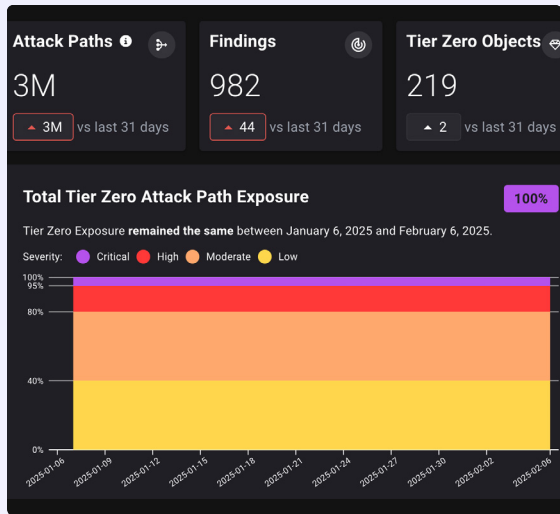 Attack Paths
3M
3M vs last 31 days
Findings
982
44 vs last 31 days
Tier Zero Objects
219
2 vs last 31 days
Total Tier Zero Attack Path Exposure
100%
Tier Zero Exposure remained the same between January 6, 2025 and February 6, 2025.
Severity: Critical High Moderate Low
100%
95%
80%
40%
0%
2025-01-06 2025-01-09 2025-01-12 2025-01-15 2025-01-18 2025-01-21 2025-01-24 2025-01-27 2025-01-30 2025-02-02 2025-02-06